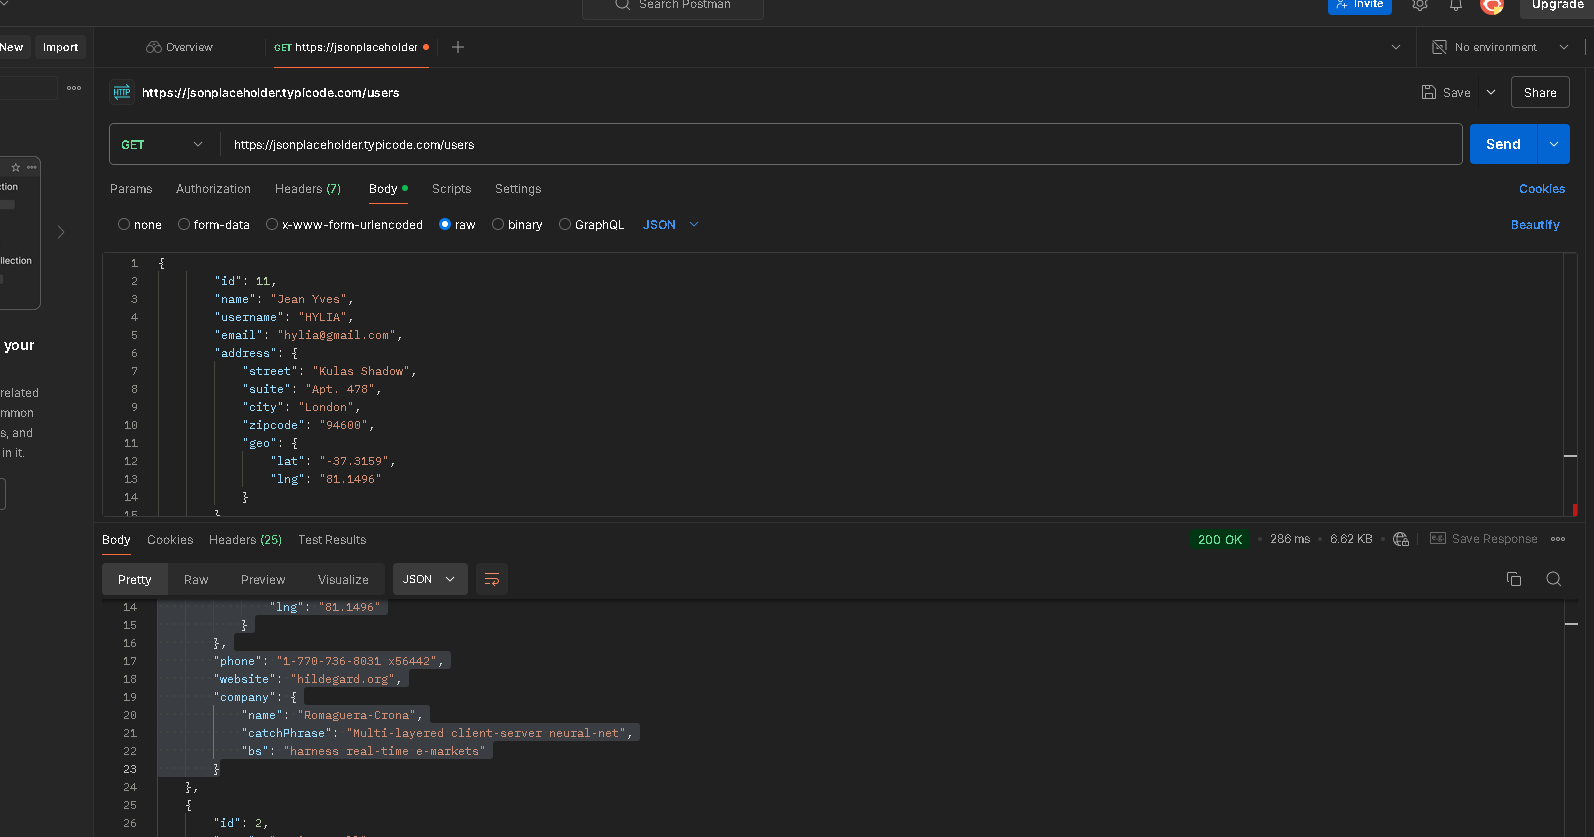 Search Postman
Invite
Upgrade
New
Import
Overview
GET https://jsonplaceholder
No environment
HTTP
https://jsonplaceholder.typicode.com/users
Save
Share
GET
https://jsonplaceholder.typicode.com/users
Send
Params
Authorization
Headers (7)
Body
Scripts
Settings
Cookies
none
form-data
x-www-form-urlencoded
raw
binary
GraphQL
JSON
Beautify
ction
llection
your
related
mmon
s, and
in it.
1 {
2 "id": 11,
3 "name": "Jean Yves",
4 "username": "HYLIA",
5 "email": "hylia@gmail.com",
6 "address": {
7 "street": "Kulas Shadow",
8 "suite": "Apt. 478",
9 "city": "London",
10 "zipcode": "94600",
11 "geo": {
12 "lat": "-37.3159",
13 "lng": "81.1496"
14 }
15 }
Body
Cookies
Headers (25)
Test Results
200 OK
286 ms
6.62 KB
Save Response
Pretty
Raw
Preview
Visualize
JSON
14 "lng": "81.1496"
15 }
16 },
17 "phone": "1-770-736-8031 x56442",
18 "website": "hildegard.org",
19 "company": {
20 "name": "Romaguera-Crona",
21 "catchPhrase": "Multi-layered client-server neural-net",
22 "bs": "harness real-time e-markets"
23 }
24 },
25 {
26 "id": 2,